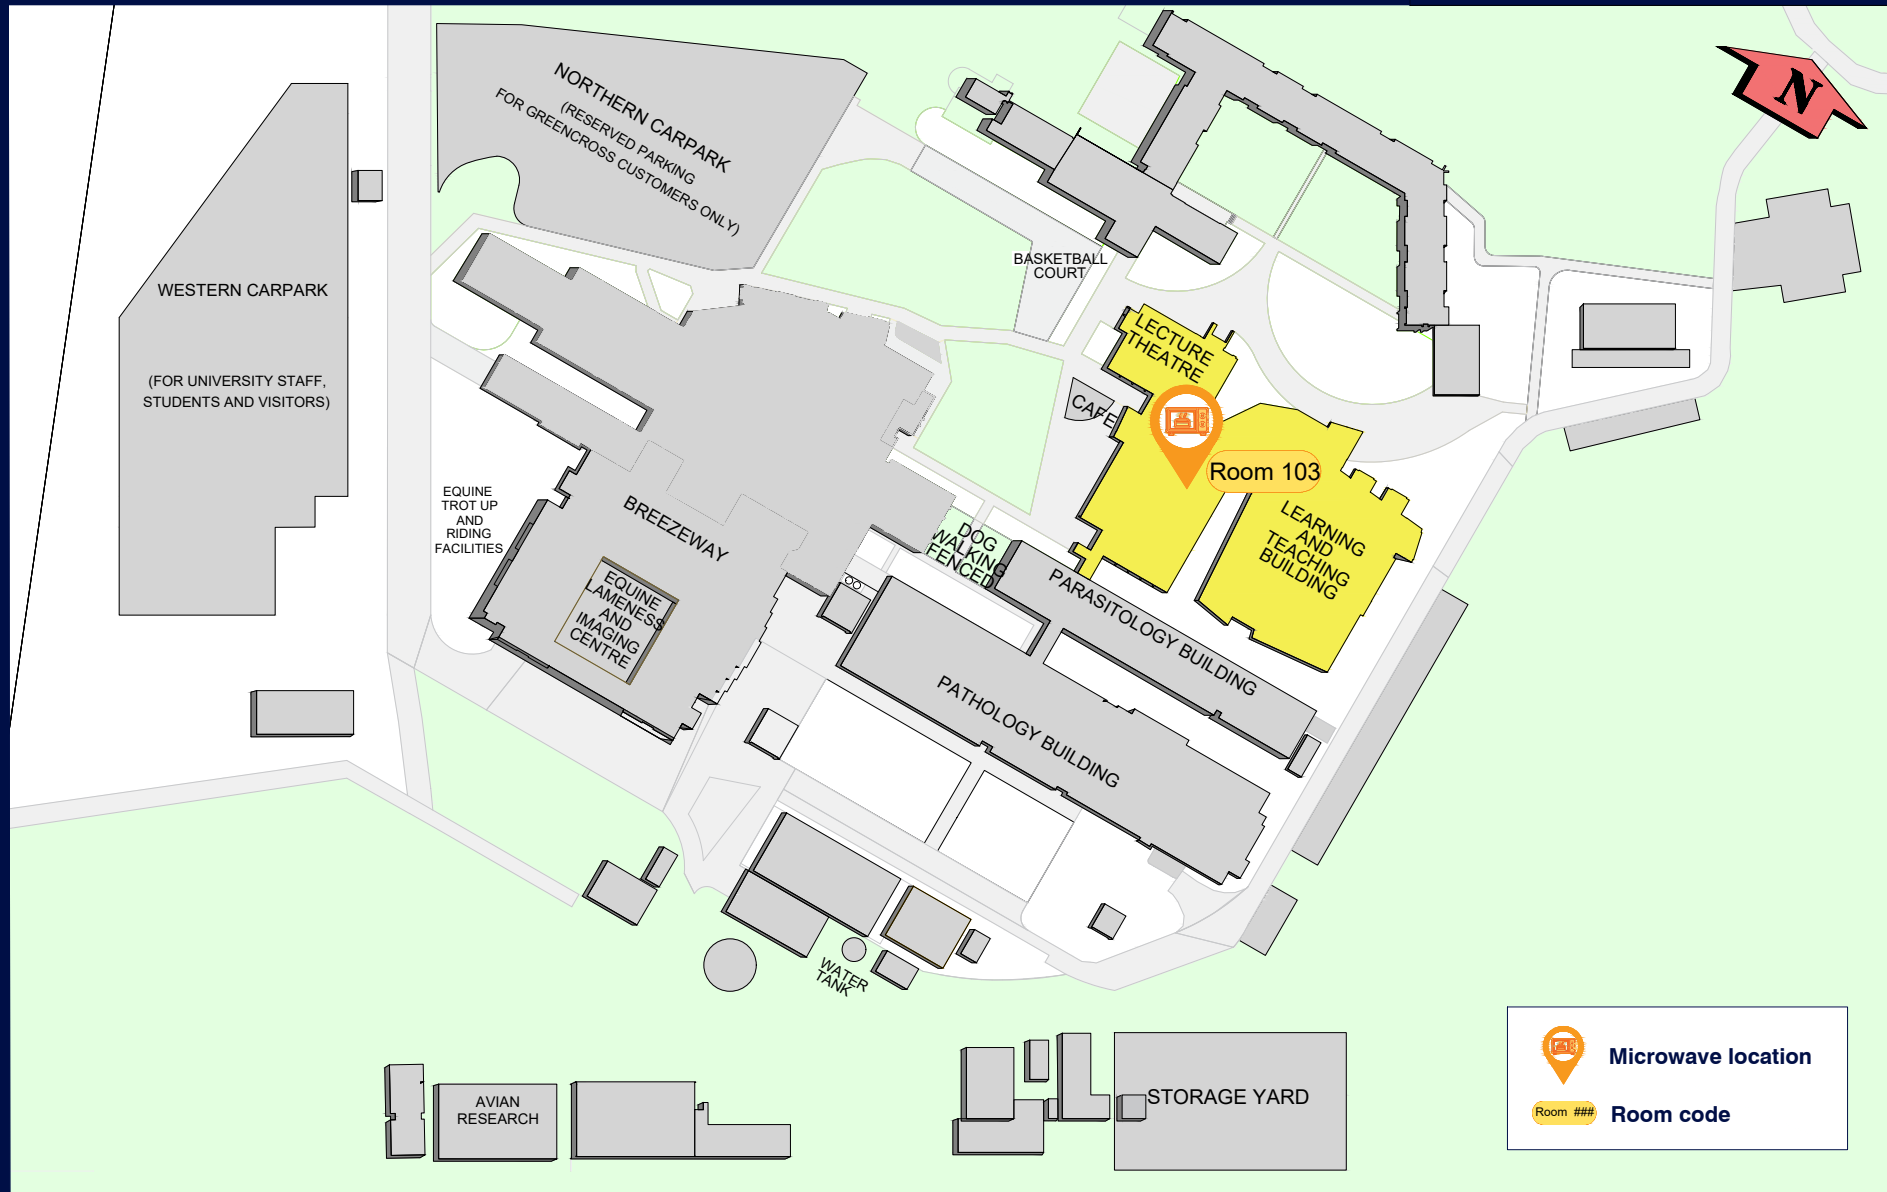 N
NORTHERN CARPARK
(RESERVED PARKING
FOR GREENCROSS CUSTOMERS ONLY)
WESTERN CARPARK
(FOR UNIVERSITY STAFF,
STUDENTS AND VISITORS)
BASKETBALL
COURT
LECTURE
THEATRE
CAFE
Room 103
LEARNING
AND
TEACHING
BUILDING
EQUINE
TROT UP
AND
RIDING
FACILITIES
BREEZEWAY
DOG
WALKING
FENCED
EQUINE
LAMENESS
AND
IMAGING
CENTRE
PARASITOLOGY BUILDING
PATHOLOGY BUILDING
WATER
TANK
AVIAN
RESEARCH
STORAGE YARD
Microwave location
Room ###
Room code